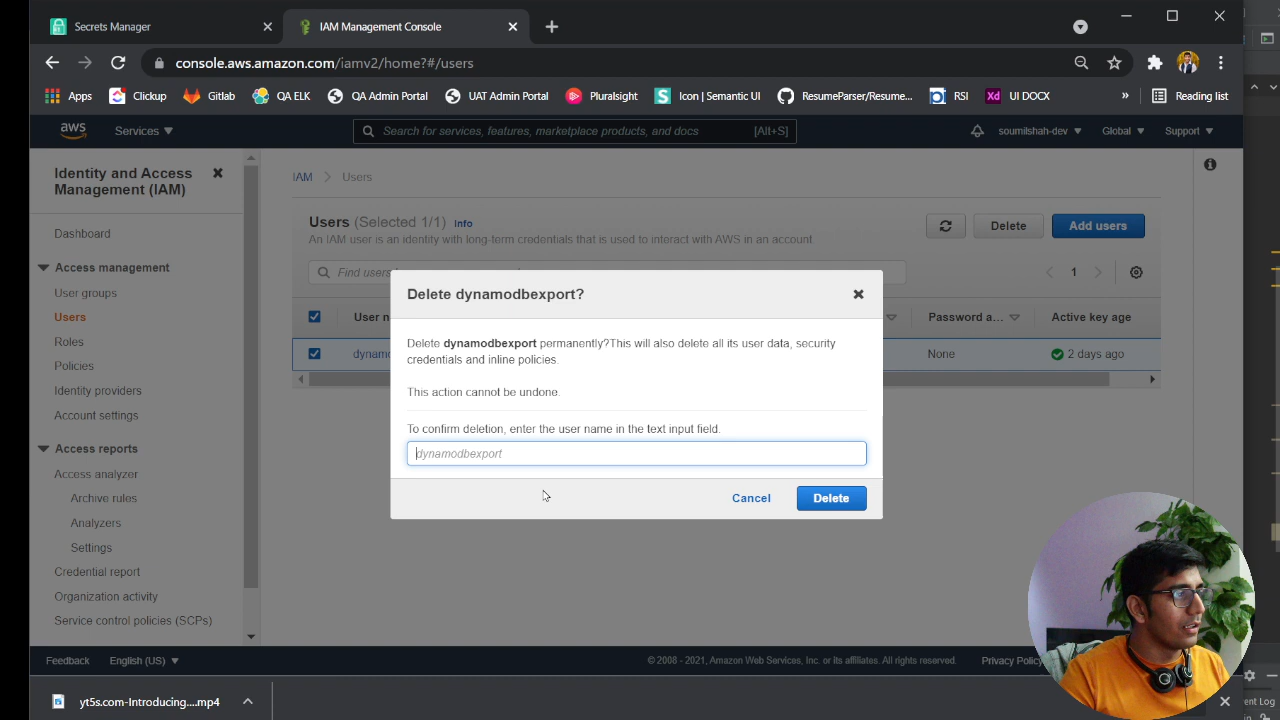 Secrets Manager
IAM Management Console
console.aws.amazon.com/iamv2/home?#/users
Apps
Clickup
Gitlab
QA ELK
QA Admin Portal
UAT Admin Portal
Pluralsight
Icon | Semantic UI
ResumeParser/Resume...
RSI
Xd
UI DOCX
»
Reading list
aws
Services
Search for services, features, marketplace products, and docs
[Alt+S]
soumilshah-dev
Global
Support
Identity and Access
Management (IAM)
Dashboard
Access management
User groups
Users
Roles
Policies
Identity providers
Account settings
Access reports
Access analyzer
Archive rules
Analyzers
Settings
Credential report
Organization activity
Service control policies (SCPs)
IAM
Users
Users (Selected 1/1) Info
An IAM user is an identity with long-term credentials that is used to interact with AWS in an account
Delete
Add users
Find users
1
User n
Password a...
Active key age
dynamo
None
2 days ago
Delete dynamodbexport?
Delete dynamodbexport permanently?This will also delete all its user data, security
credentials and inline policies.
This action cannot be undone.
To confirm deletion, enter the user name in the text input field.
dynamodbexport
Cancel
Delete
Feedback
English (US)
© 2008 - 2021, Amazon Web Services, Inc. or its affiliates. All rights reserved.
Privacy Policy
yt5s.com-Introducing....mp4
ent Log